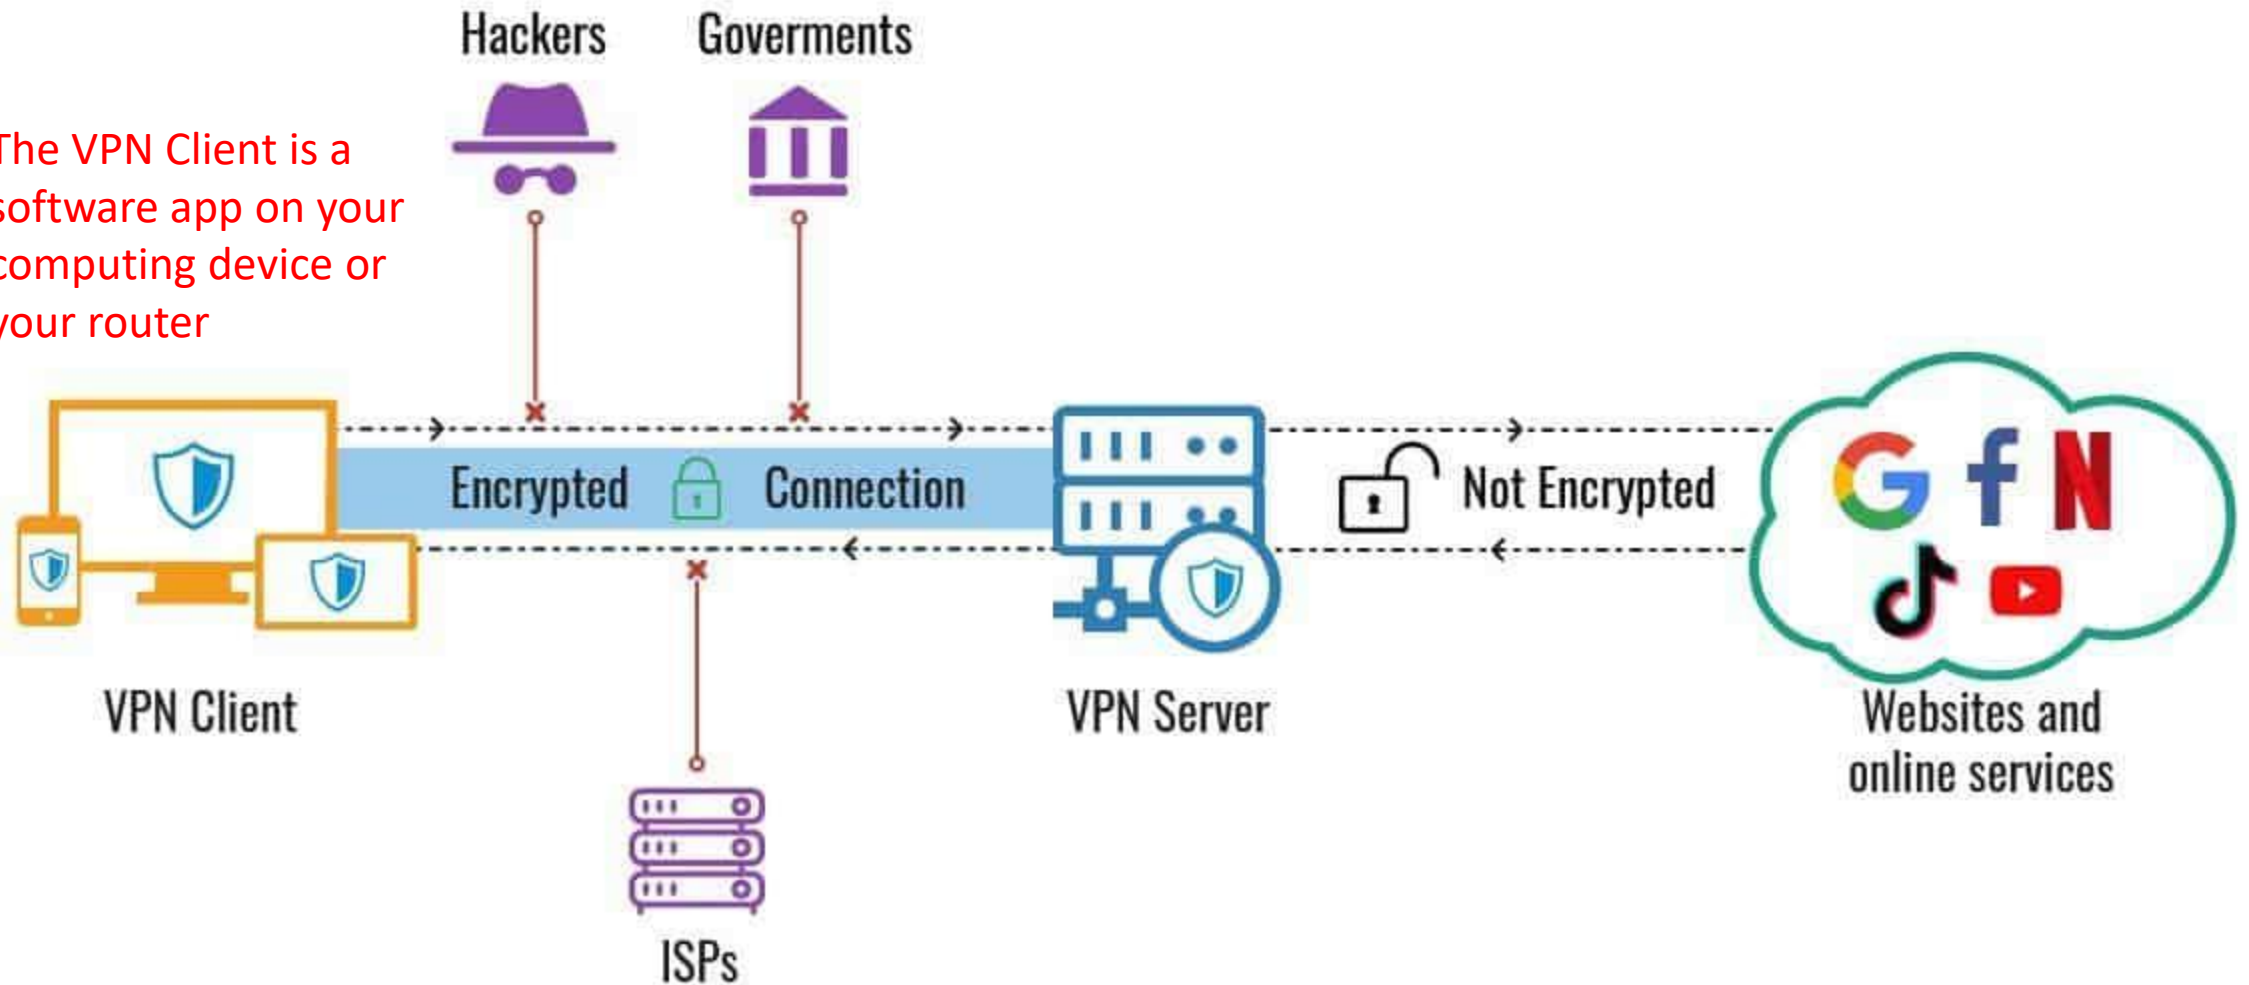 Hackers
Goverments
The VPN Client is a
software app on your
computing device or
your router
Encrypted
Connection
Not Encrypted
G f N
VPN Client
VPN Server
Websites and
online services
ISPs